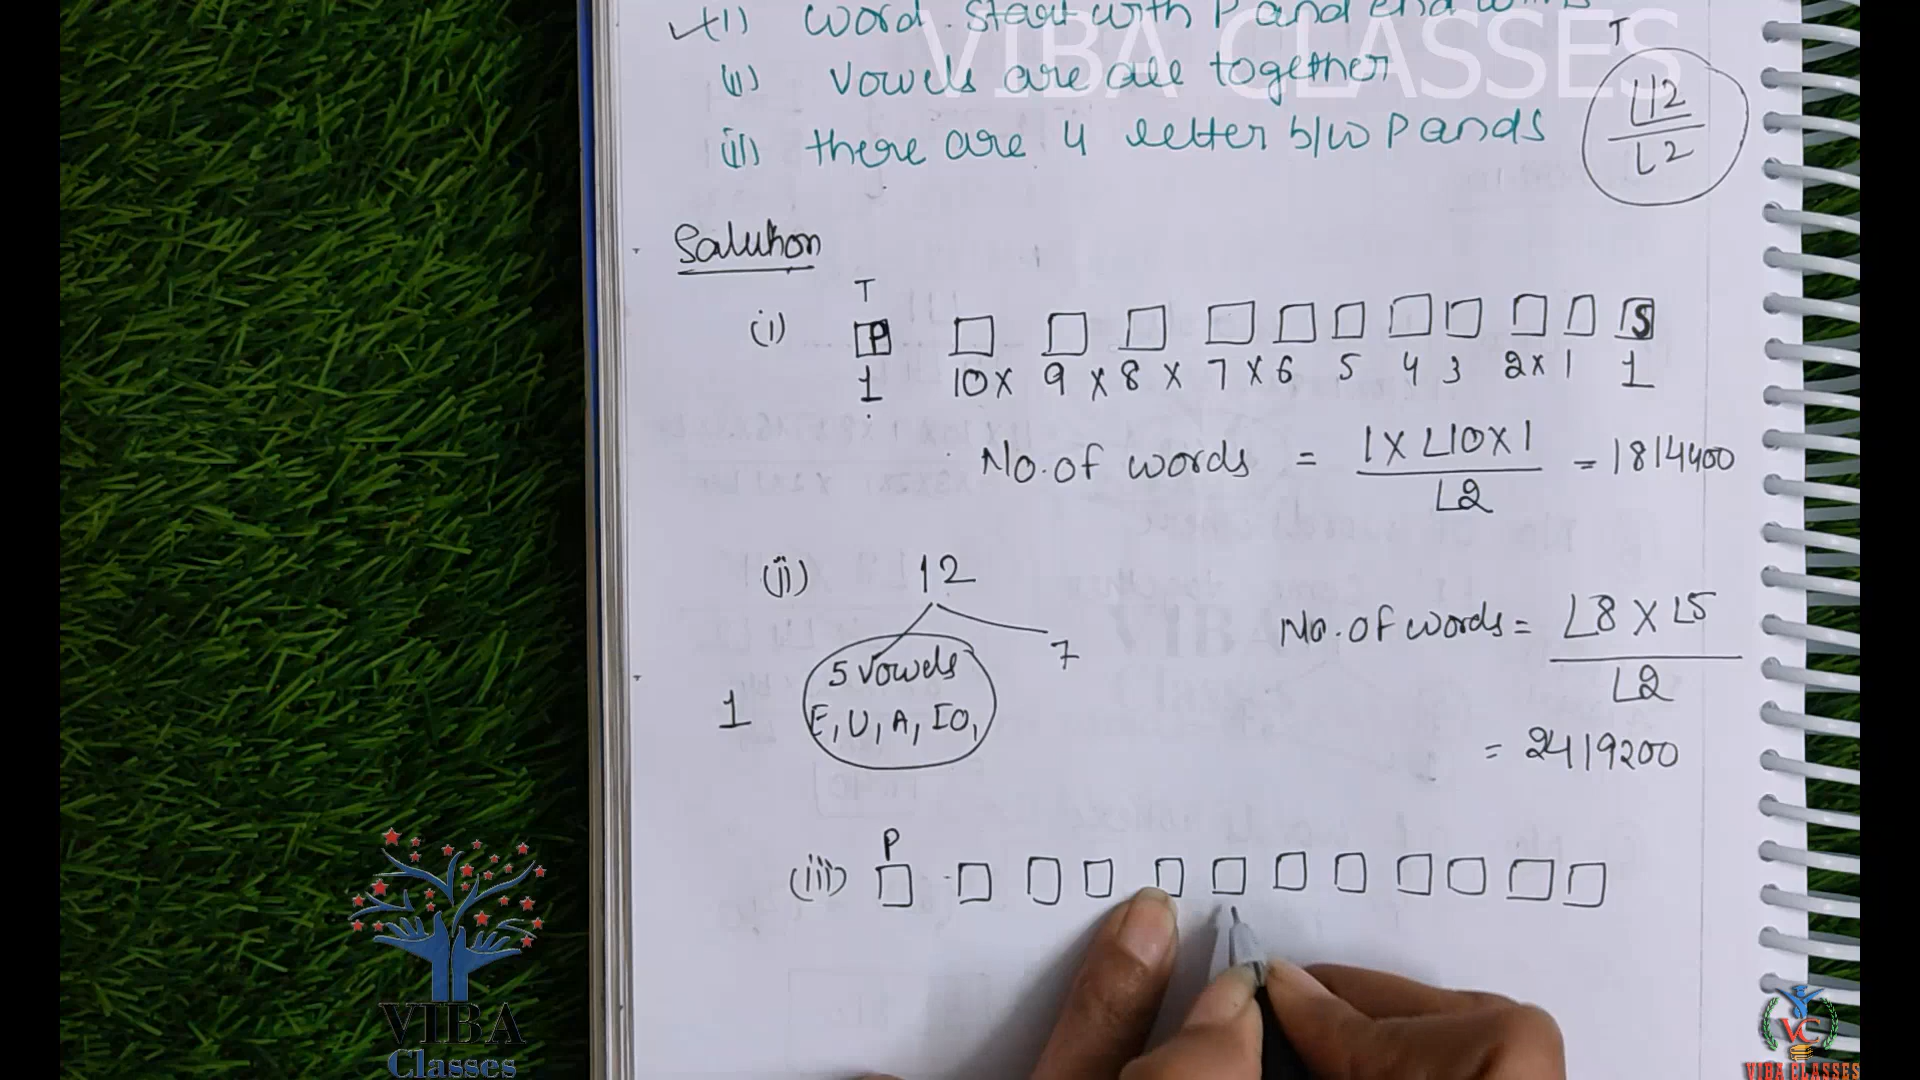 (i) word start with P and end with S
VIBA CLASSES
(ii) Vowels are all together
(iii) there are 4 letter b/w P and S
T
L12
L2
Solution
T
(i) P S
1 10 x 9 x 8 x 7 x 6 5 4 3 2 x 1 1
No. of words = 1 x L10 x 1 / L2 = 1814400
(ii) 12
5 vowels 7
1 E, U, A, I O,
No. of words = L8 x L5 / L2
= 2419200
P
(iii)
VIBA
Classes
VC
VIBA CLASSES